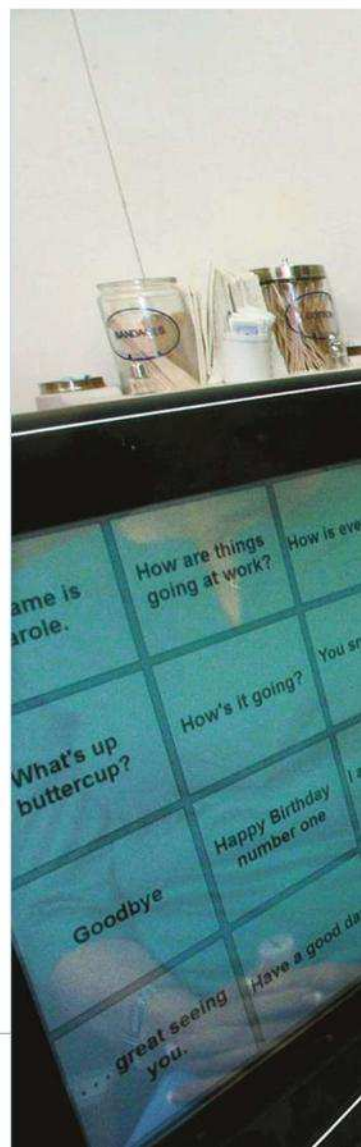 BANDAGES
ame is
arole.
How are things
going at work?
How is eve
What's up
buttercup?
How's it going?
You
Goodbye
Happy Birthday
number one
I a
. . . great seeing
you.
Have a good da